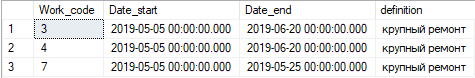 Work_code Date_start Date_end definition
1 3 2019-05-05 00:00:00.000 2019-06-20 00:00:00.000 крупный ремонт
2 4 2019-05-05 00:00:00.000 2019-06-20 00:00:00.000 крупный ремонт
3 7 2019-05-05 00:00:00.000 2019-05-25 00:00:00.000 крупный ремонт